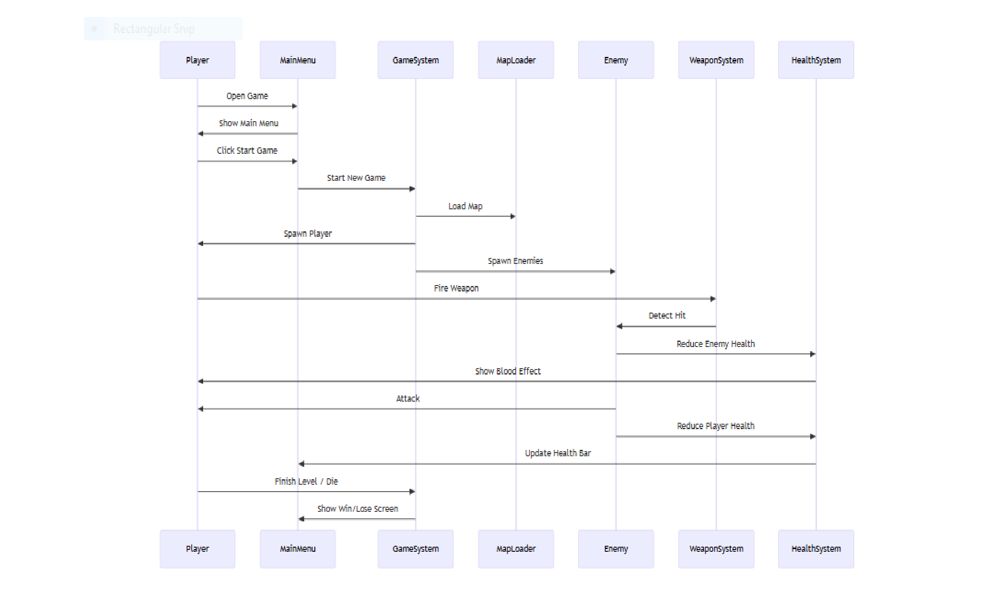 Rectangular Snip
Player
MainMenu
GameSystem
MapLoader
Enemy
WeaponSystem
HealthSystem
Open Game
Show Main Menu
Click Start Game
Start New Game
Load Map
Spawn Player
Spawn Enemies
Fire Weapon
Detect Hit
Reduce Enemy Health
Show Blood Effect
Attack
Reduce Player Health
Update Health Bar
Finish Level / Die
Show Win/Lose Screen
Player
MainMenu
GameSystem
MapLoader
Enemy
WeaponSystem
HealthSystem